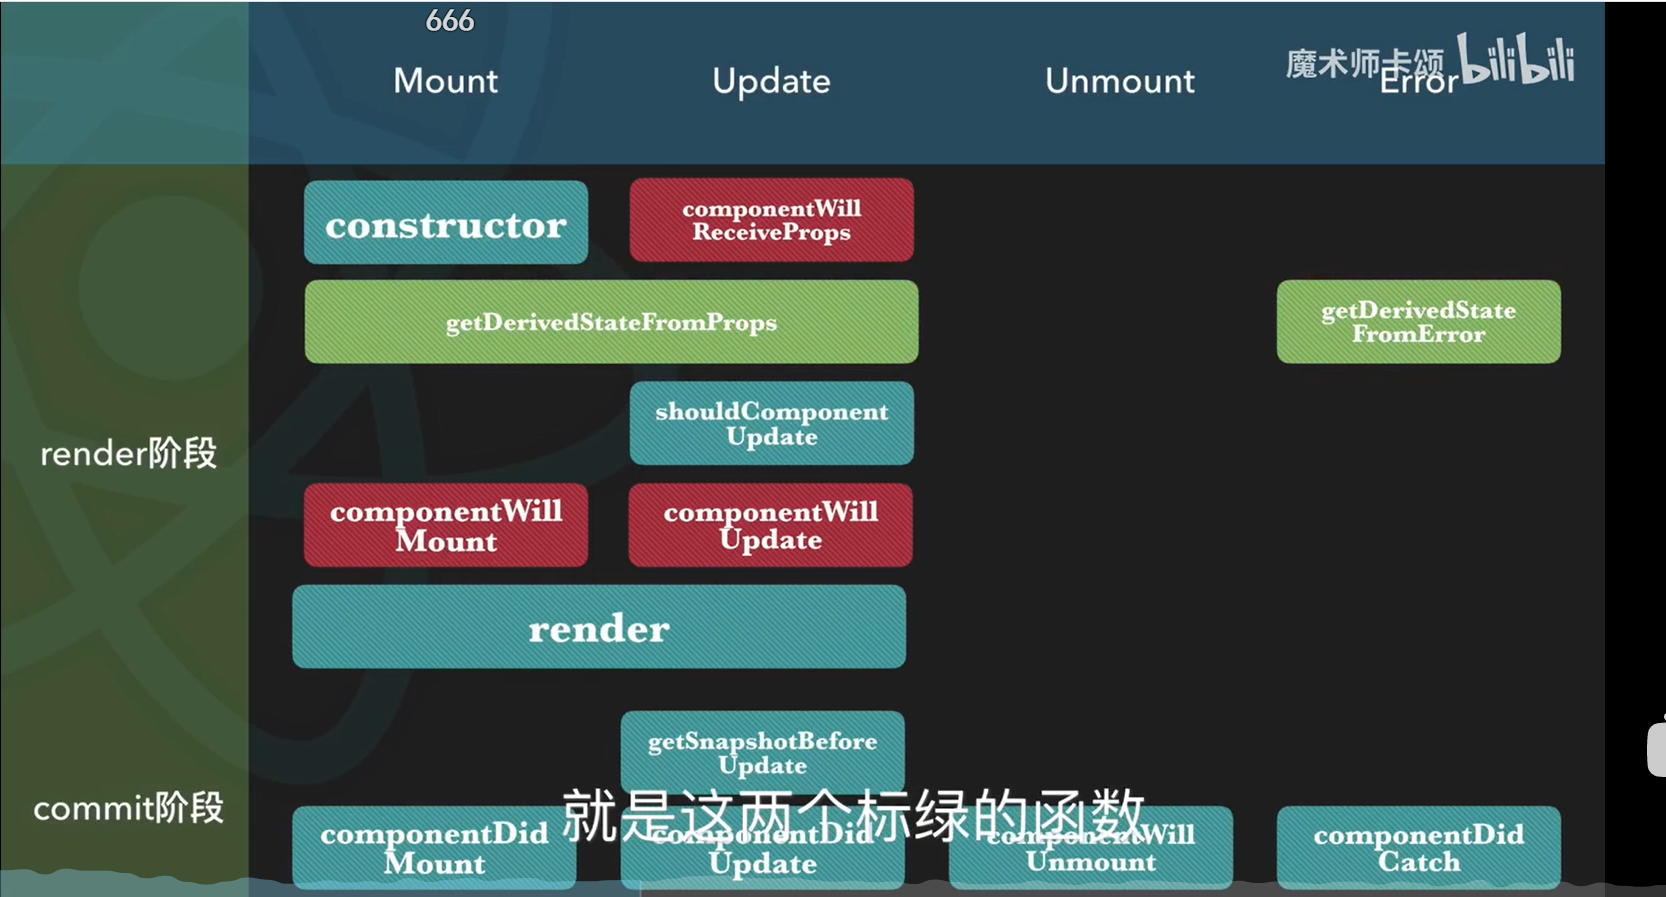 666
Mount
Update
Unmount
Error
魔术师卡颂 bilibili
constructor
componentWill
ReceiveProps
getDerivedStateFromProps
getDerivedState
FromError
shouldComponent
Update
render阶段
componentWill
Mount
componentWill
Update
render
getSnapshotBefore
Update
就是这两个标绿的函数
commit阶段
componentDid
Mount
componentDid
Update
componentWill
Unmount
componentDid
Catch